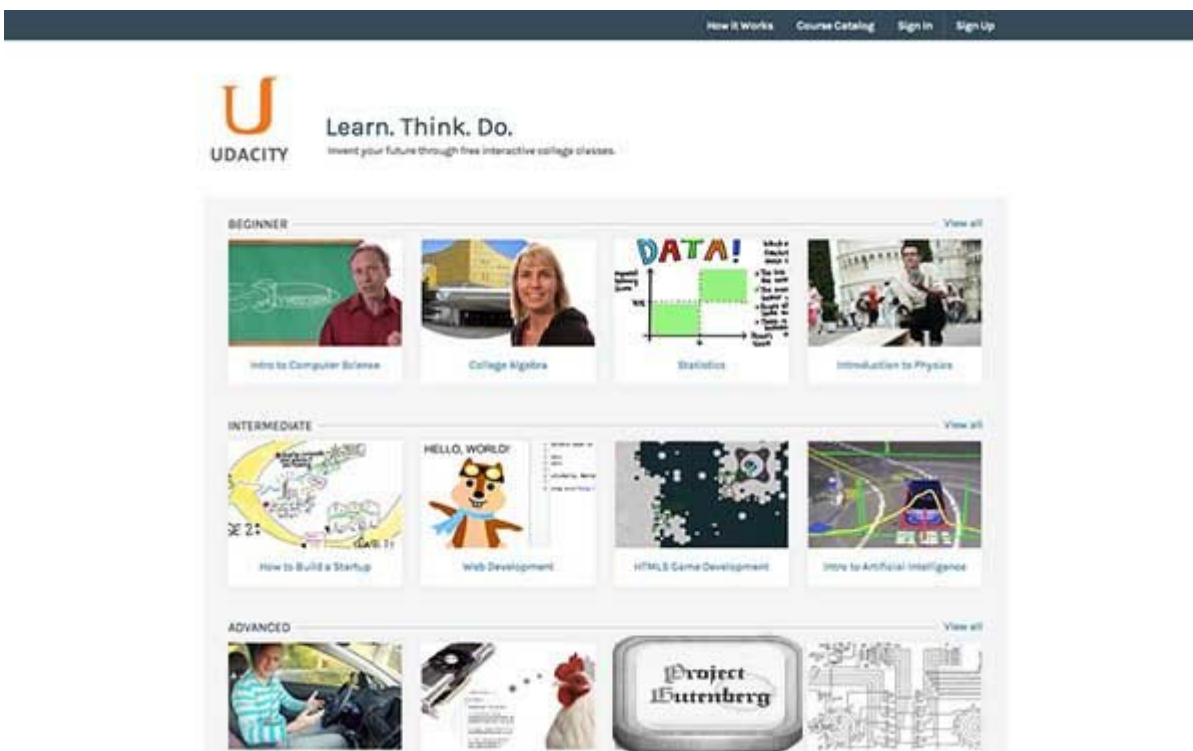 How it Works Course Catalog Sign In Sign Up
UDACITY
Learn. Think. Do.
Invent your future through free interactive college classes.
BEGINNER View all
DATA!
Intro to Computer Science College Algebra Statistics Introduction to Physics
INTERMEDIATE View all
HELLO, WORLD!
How to Build a Startup Web Development HTML5 Game Development Intro to Artificial Intelligence
ADVANCED View all
Project
Gutenberg